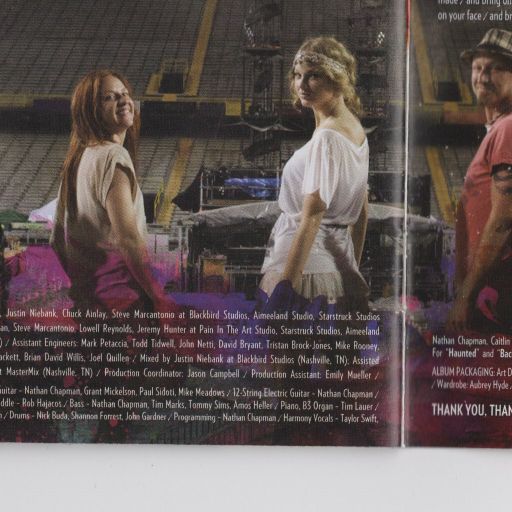 , Justin Niebank, Chuck Ainlay, Steve Marcantonio at Blackbird Studios, Aimeeland Studio, Starstruck Studios
an, Steve Marcantonio, Lowell Reynolds, Jeremy Hunter at Pain In The Art Studio, Starstruck Studios, Aimeeland
) / Assistant Engineers: Mark Petaccia, Todd Tidwell, John Netti, David Bryant, Tristan Brock-Jones, Mike Rooney,
ackett, Brian David Willis, Joel Quillen / Mixed by Justin Niebank at Blackbird Studios (Nashville, TN); Assisted
t MasterMix (Nashville, TN) / Production Coordinator: Jason Campbell / Production Assistant: Emily Mueller /
Guitar - Nathan Chapman, Grant Mickelson, Paul Sidoti, Mike Meadows / 12-String Electric Guitar - Nathan Chapman /
ddle - Rob Hajacos / Bass - Nathan Chapman, Tim Marks, Tommy Sims, Amos Heller / Piano, B3 Organ - Tim Lauer /
n / Drums - Nick Buda, Shannon Forrest, John Gardner / Programming - Nathan Chapman / Harmony Vocals - Taylor Swift,
made / and bring on
on your face / and br
Nathan Chapman, Caitlin
For "Haunted" and "Bac
ALBUM PACKAGING: Art D
/ Wardrobe: Aubrey Hyde /
THANK YOU, THAN